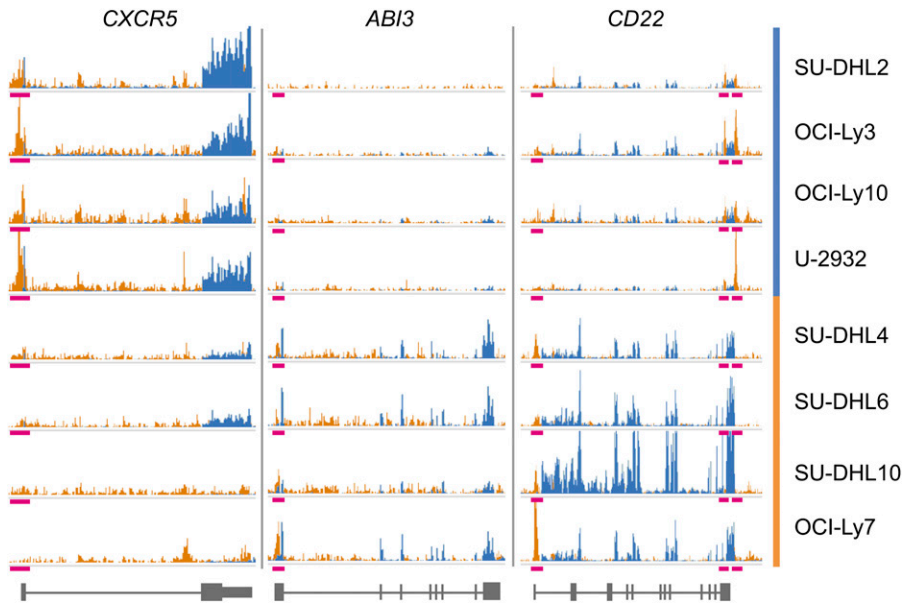 CXCR5 ABI3 CD22
SU-DHL2
OCI-Ly3
OCI-Ly10
U-2932
SU-DHL4
SU-DHL6
SU-DHL10
OCI-Ly7